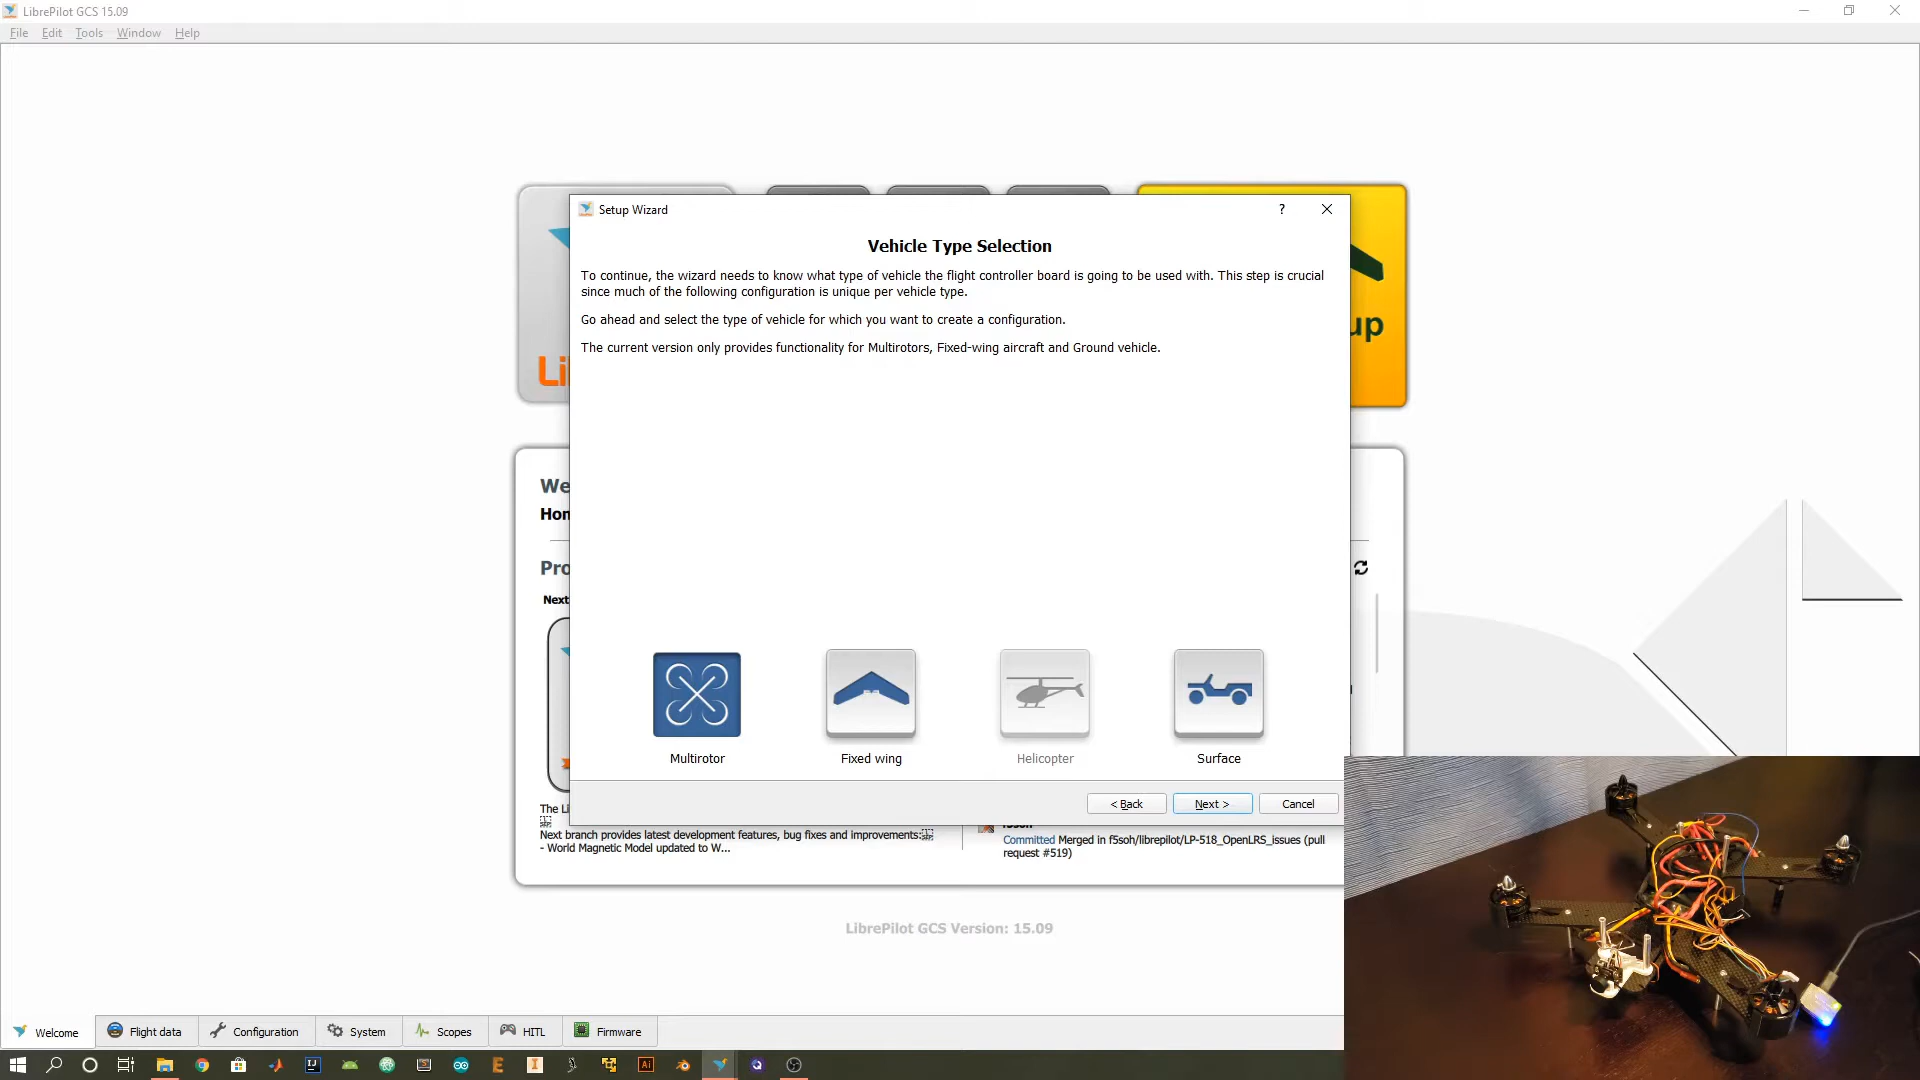 LibrePilot GCS 15.09
File Edit Tools Window Help
Setup Wizard
?
Vehicle Type Selection
To continue, the wizard needs to know what type of vehicle the flight controller board is going to be used with. This step is crucial
since much of the following configuration is unique per vehicle type.
Go ahead and select the type of vehicle for which you want to create a configuration.
The current version only provides functionality for Multirotors, Fixed-wing aircraft and Ground vehicle.
up
Li
We
Hon
Pro
Next
Multirotor Fixed wing Helicopter Surface
< Back Next > Cancel
The Li
Next branch provides latest development features, bug fixes and improvements:
- World Magnetic Model updated to W...
Committed Merged in f5soh/librepilot/LP-518_OpenLRS_issues (pull
request #519)
LibrePilot GCS Version: 15.09
Welcome Flight data Configuration System Scopes HITL Firmware
Ai